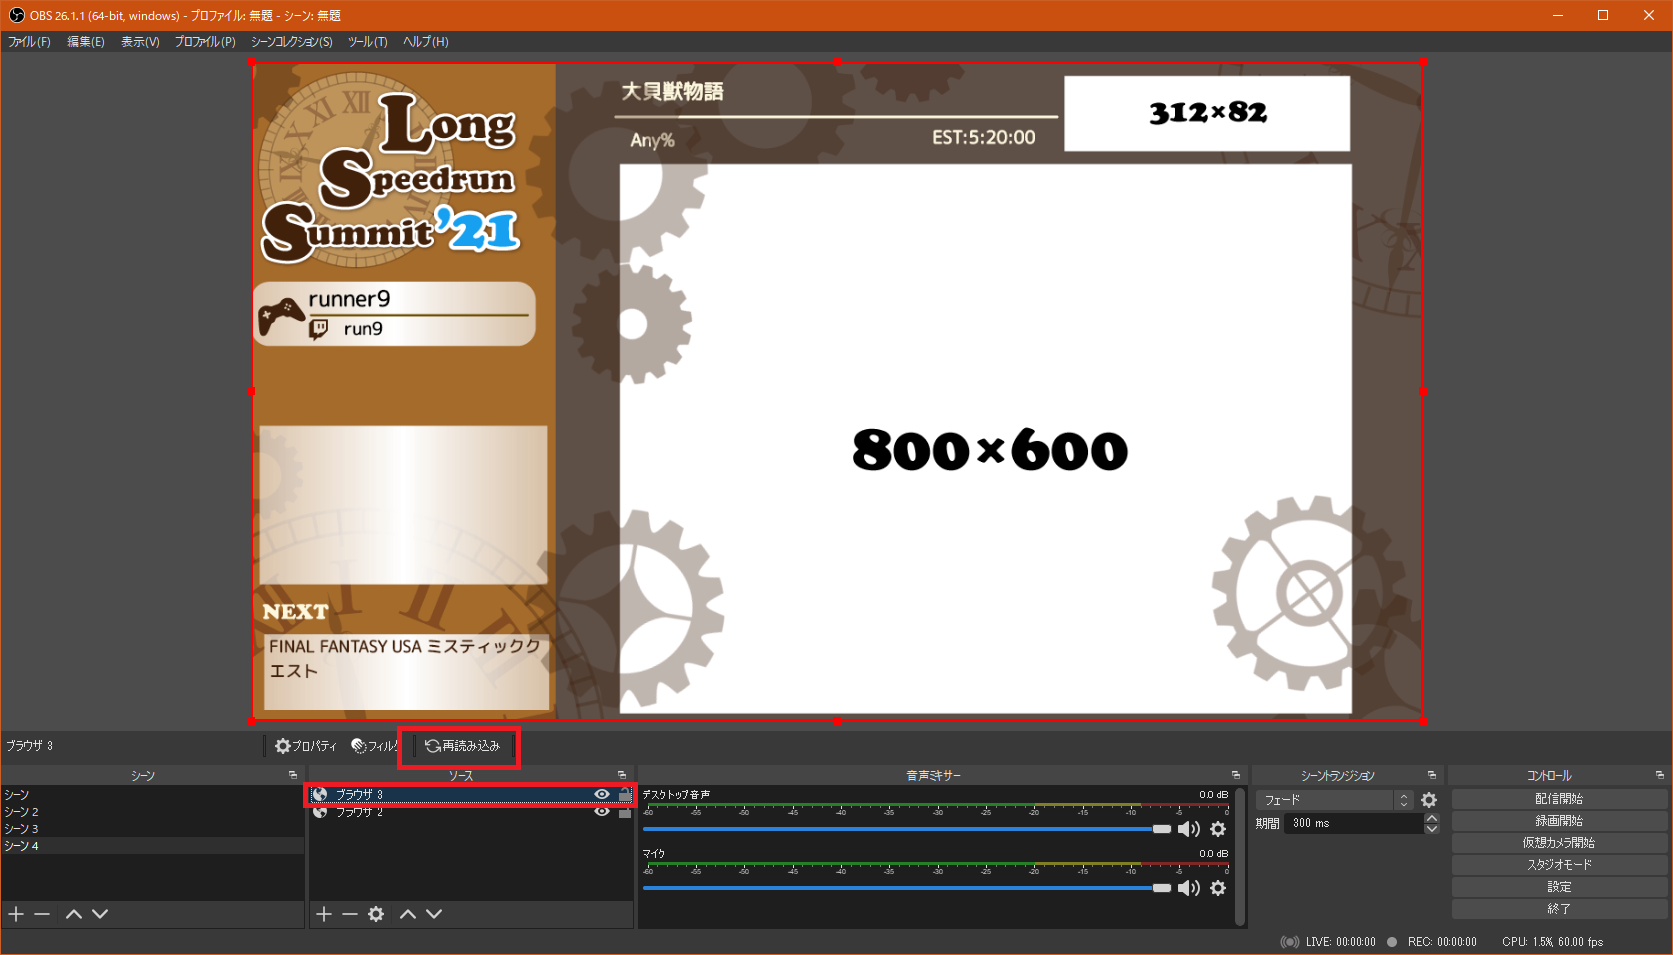 OBS 26.1.1 (64-bit, windows) - プロファイル: 無題 - シーン: 無題
ファイル(F) 編集(E) 表示(V) プロファイル(P) シーンコレクション(S) ツール(T) ヘルプ(H)
XII
XI
Long
Speedrun
Summit'21
大貝獣物語
Any%
EST:5:20:00
312×82
runner9
run9
800×600
NEXT
FINAL FANTASY USA ミスティックク
エスト
ブラウザ 3
プロパティ
フィルタ
再読み込み
シーン
シーン
シーン 2
シーン 3
シーン 4
ソース
ブラウザ 3
ブラウザ 2
音声ミキサー
デスクトップ音声
0.0 dB
-60 -55 -50 -45 -40 -35 -30 -25 -20 -15 -10 -5 0
マイク
0.0 dB
-60 -55 -50 -45 -40 -35 -30 -25 -20 -15 -10 -5 0
シーントランジション
フェード
期間 300 ms
コントロール
配信開始
録画開始
仮想カメラ開始
スタジオモード
設定
終了
LIVE: 00:00:00 REC: 00:00:00 CPU: 1.5%, 60.00 fps